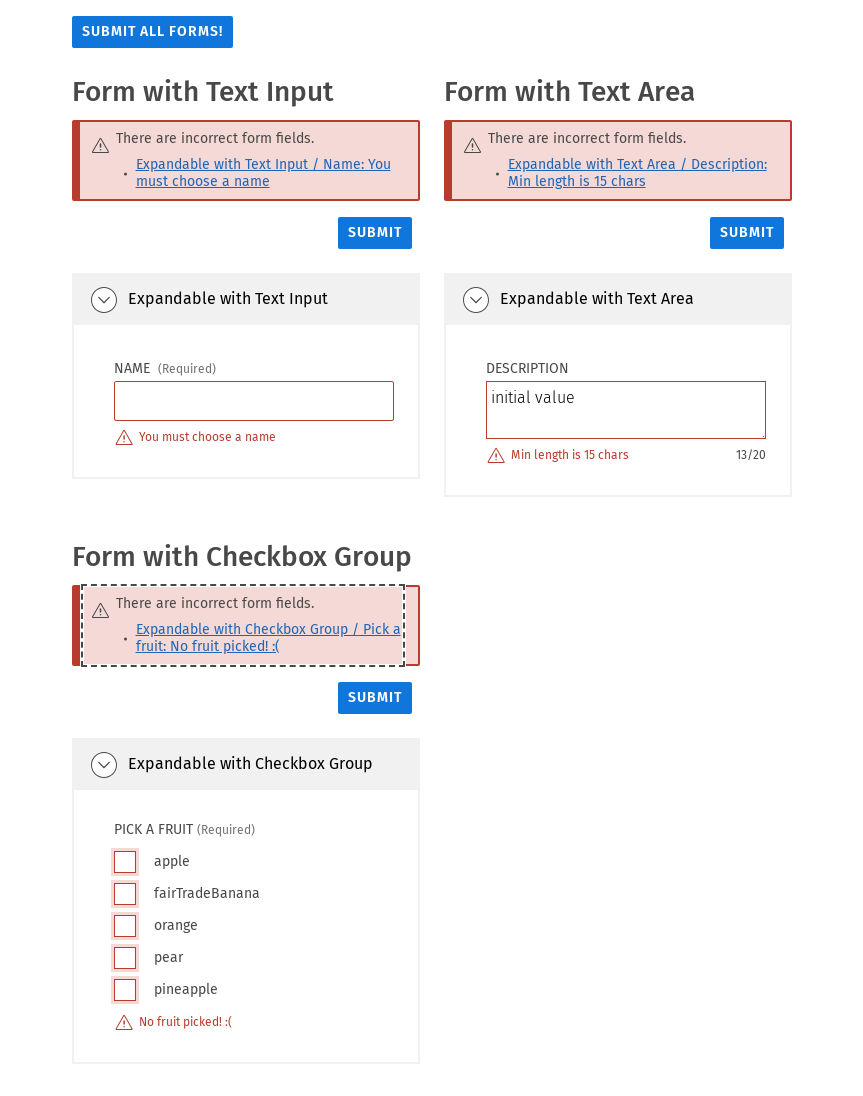 SUBMIT ALL FORMS!
Form with Text Input
There are incorrect form fields.
• Expandable with Text Input / Name: You
must choose a name
SUBMIT
Expandable with Text Input
NAME (Required)
You must choose a name
Form with Text Area
There are incorrect form fields.
• Expandable with Text Area / Description:
Min length is 15 chars
SUBMIT
Expandable with Text Area
DESCRIPTION
initial value
Min length is 15 chars 13/20
Form with Checkbox Group
There are incorrect form fields.
• Expandable with Checkbox Group / Pick a
fruit: No fruit picked! :(
SUBMIT
Expandable with Checkbox Group
PICK A FRUIT (Required)
apple
fairTradeBanana
orange
pear
pineapple
No fruit picked! :(